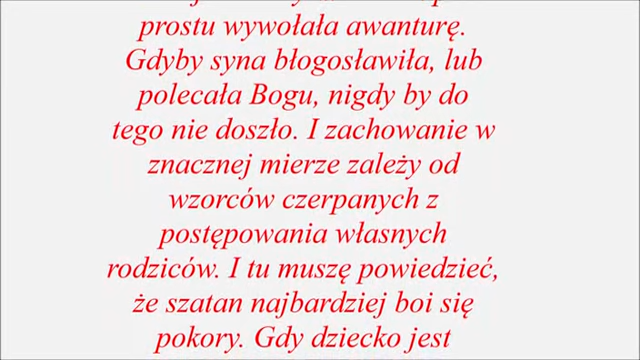 prostu wywołała awanturę.
Gdyby syna błogosławiła, lub
polecała Bogu, nigdy by do
tego nie doszło. I zachowanie w
znacznej mierze zależy od
wzorców czerpanych z
postępowania własnych
rodziców. I tu muszę powiedzieć,
że szatan najbardziej boi się
pokory. Gdy dziecko jest